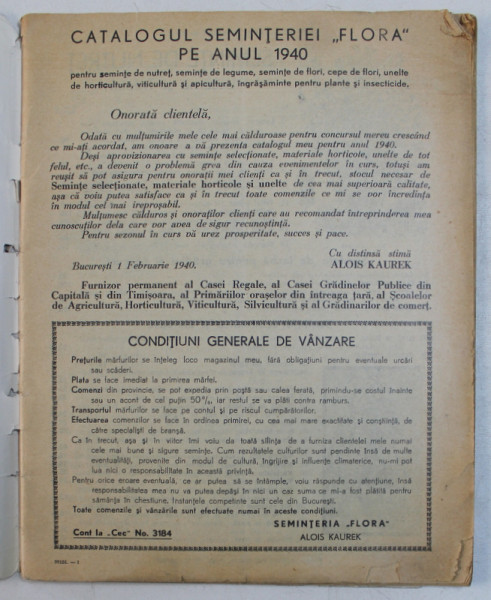 CATALOGUL SEMINȚERIEI „FLORA"
PE ANUL 1940
pentru semințe de nutreț, semințe de legume, semințe de flori, cepe de flori, unelte
de horticultură, viticultură și apicultură, îngrășăminte pentru plante și insecticide.
Onorată clientelă,
Odată cu mulțumirile mele cele mai călduroase pentru concursul mereu crescând
ce mi-ați acordat, am onoare a vă prezenta catalogul meu pentru anul 1940.
Deși aprovizionarea cu semințe selecționate, materiale horticole, unelte de tot
felul, etc., a devenit o problemă grea din cauza evenimentelor în curs, totuși am
reușit să pot asigura pentru onorații mei clienți ca și în trecut, stocul necesar de
Semințe selecționate, materiale horticole și unelte de cea mai superioară calitate,
așa că voiu putea satisface ca și în trecut toate comenzile ce mi se vor încredința
în modul cel mai ireproșabil.
Mulțumesc călduros și onoraților clienți care au recomandat întreprinderea mea
cunoscuților dela care vor avea de sigur recunoștință.
Pentru sezonul în curs vă urez prosperitate, succes și pace.
Cu distinsă stimă
București 1 Februarie 1940. ALOIS KAUREK
Furnizor permanent al Casei Regale, al Casei Grădinelor Publice din
Capitală și din Timișoara, al Primăriilor orașelor din întreaga țară, al Școalelor
de Agricultură, Horticultură, Viticultură, Silvicultură și al Grădinarilor de comerț.
CONDIȚIUNI GENERALE DE VÂNZARE
Prețurile mărfurilor se înțeleg loco magazinul meu, fără obligațiuni pentru eventuale urcări
sau scăderi.
Plata se face imediat la primirea mărfei.
Comenzi din provincie, se pot expedia prin poștă sau calea ferată, primindu-se costul înainte
sau un acont de cel puțin 50%, iar restul se va plăti contra ramburs.
Transportul mărfurilor se face pe contul și pe riscul cumpărătorilor.
Efectuarea comenzilor se face în ordinea primirei, cu cea mai mare exactitate și conștiință, de
către specialiști de branșă.
Ca în trecut, așa și în viitor îmi voiu da toată silința de a furniza clientelei mele numai
cele mai bune și sigure semințe. Cum rezultatele culturilor sunt pendinte însă de multe
eventualități, provenite din modul de cultură, îngrijire și influențe climaterice, nu-mi pot
lua nici o responsabilitate în această privință.
Pentru orice eroare eventuală, ce ar putea să se întâmple, voiu răspunde cu atențiune, însă
responsabilitatea mea nu va putea depăși în nici un caz suma ce mi-a fost plătită pentru
sămânța în chestiune. Instanțele competinte sunt cele din București.
Toate comenzile și vânzările sunt efectuate numai în aceste condițiuni.
SEMINȚERIA „FLORA"
Cont la „Cec" No. 3184 ALOIS KAUREK